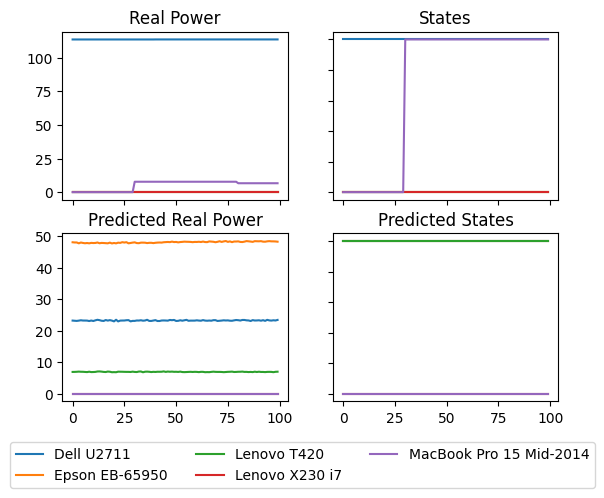 Real Power
States
100
75
50
25
0
Predicted Real Power
Predicted States
50
40
30
20
10
0
0 25 50 75 100
0 25 50 75 100
Dell U2711
Lenovo T420
MacBook Pro 15 Mid-2014
Epson EB-65950
Lenovo X230 i7